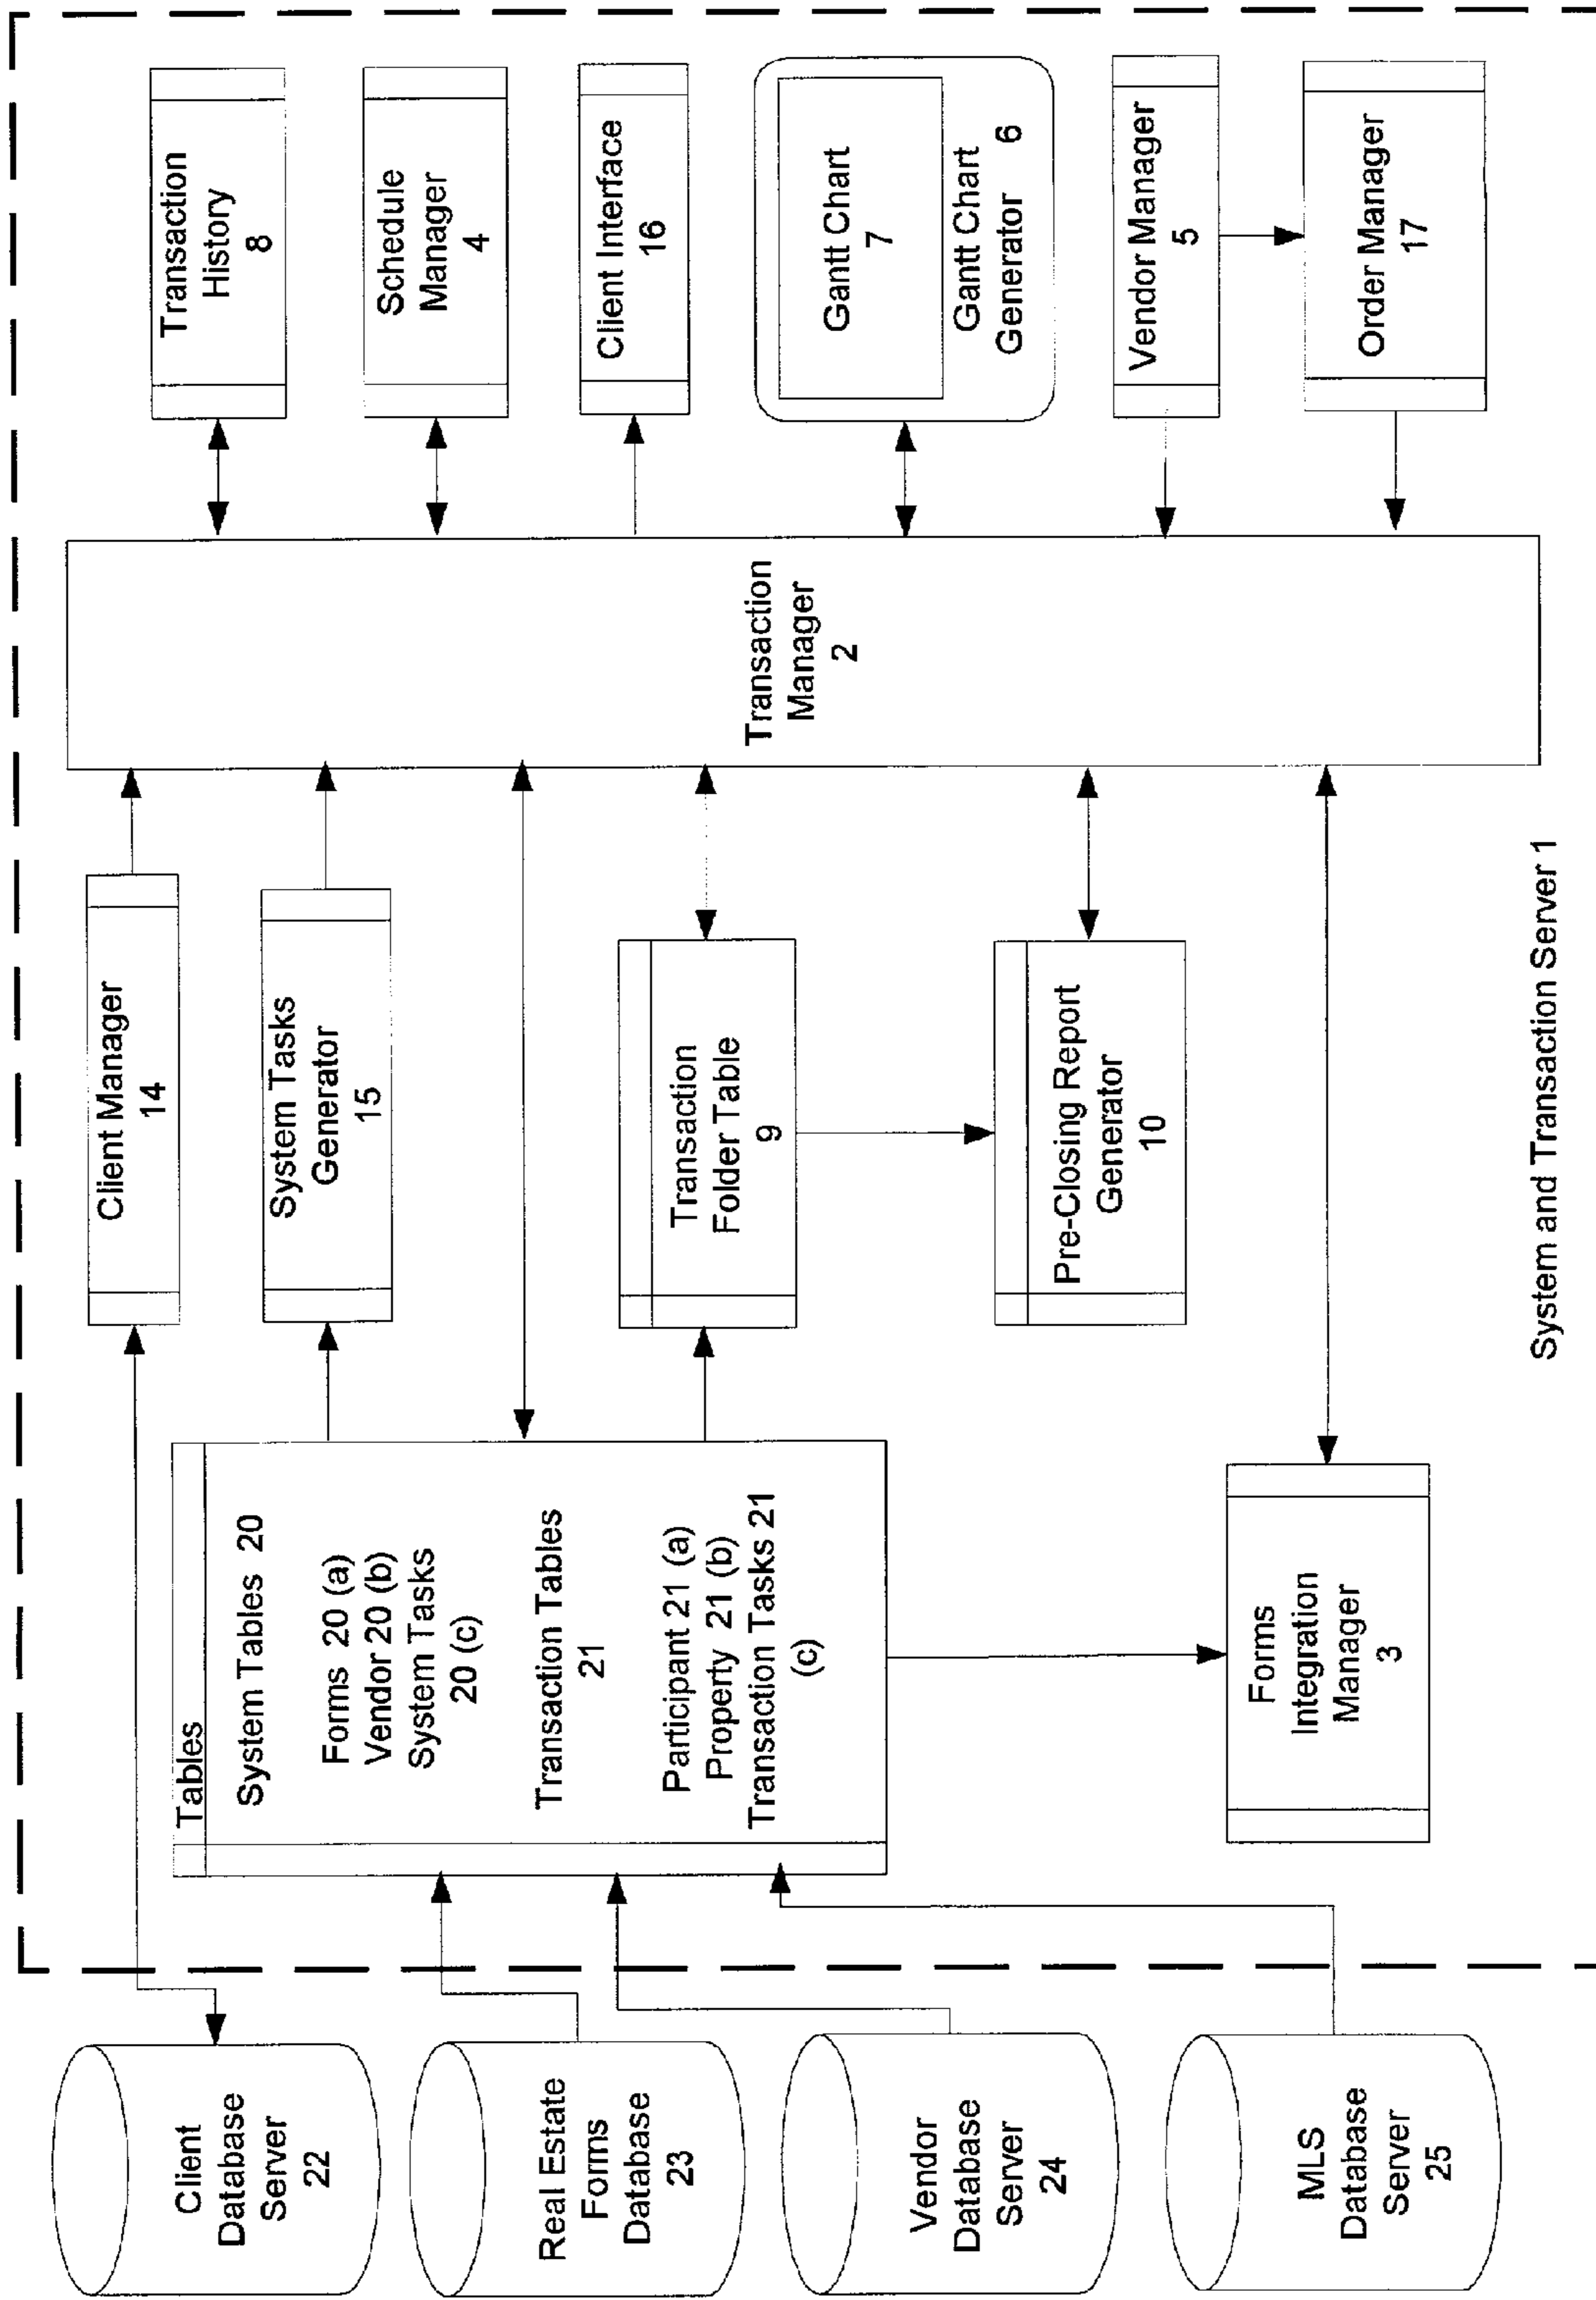 Client
Database
Server
22
Real Estate
Forms
Database
23
Vendor
Database
Server
24
MLS
Database
Server
25
Tables
System Tables 20
Forms 20 (a)
Vendor 20 (b)
System Tasks
20 (c)
Transaction Tables
21
Participant 21 (a)
Property 21 (b)
Transaction Tasks 21
(c)
Forms
Integration
Manager
3
Client Manager
14
System Tasks
Generator
15
Transaction
Folder Table
9
Pre-Closing Report
Generator
10
System and Transaction Server 1
Transaction
Manager
2
Transaction
History
8
Schedule
Manager
4
Client Interface
16
Gantt Chart
7
Gantt Chart
Generator 6
Vendor Manager
5
Order Manager
17